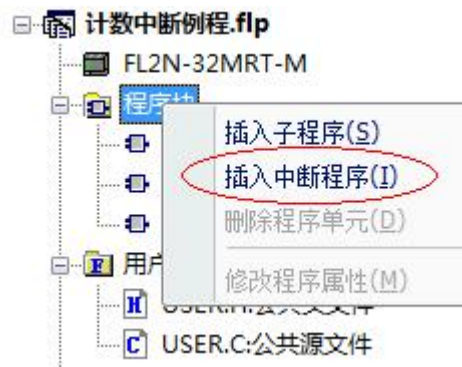 计数中断例程.flp
FL2N-32MRT-M
程序块
插入子程序(S)
插入中断程序(I)
删除程序单元(D)
修改程序属性(M)
用户
USER.H:公共头文件
USER.C:公共源文件